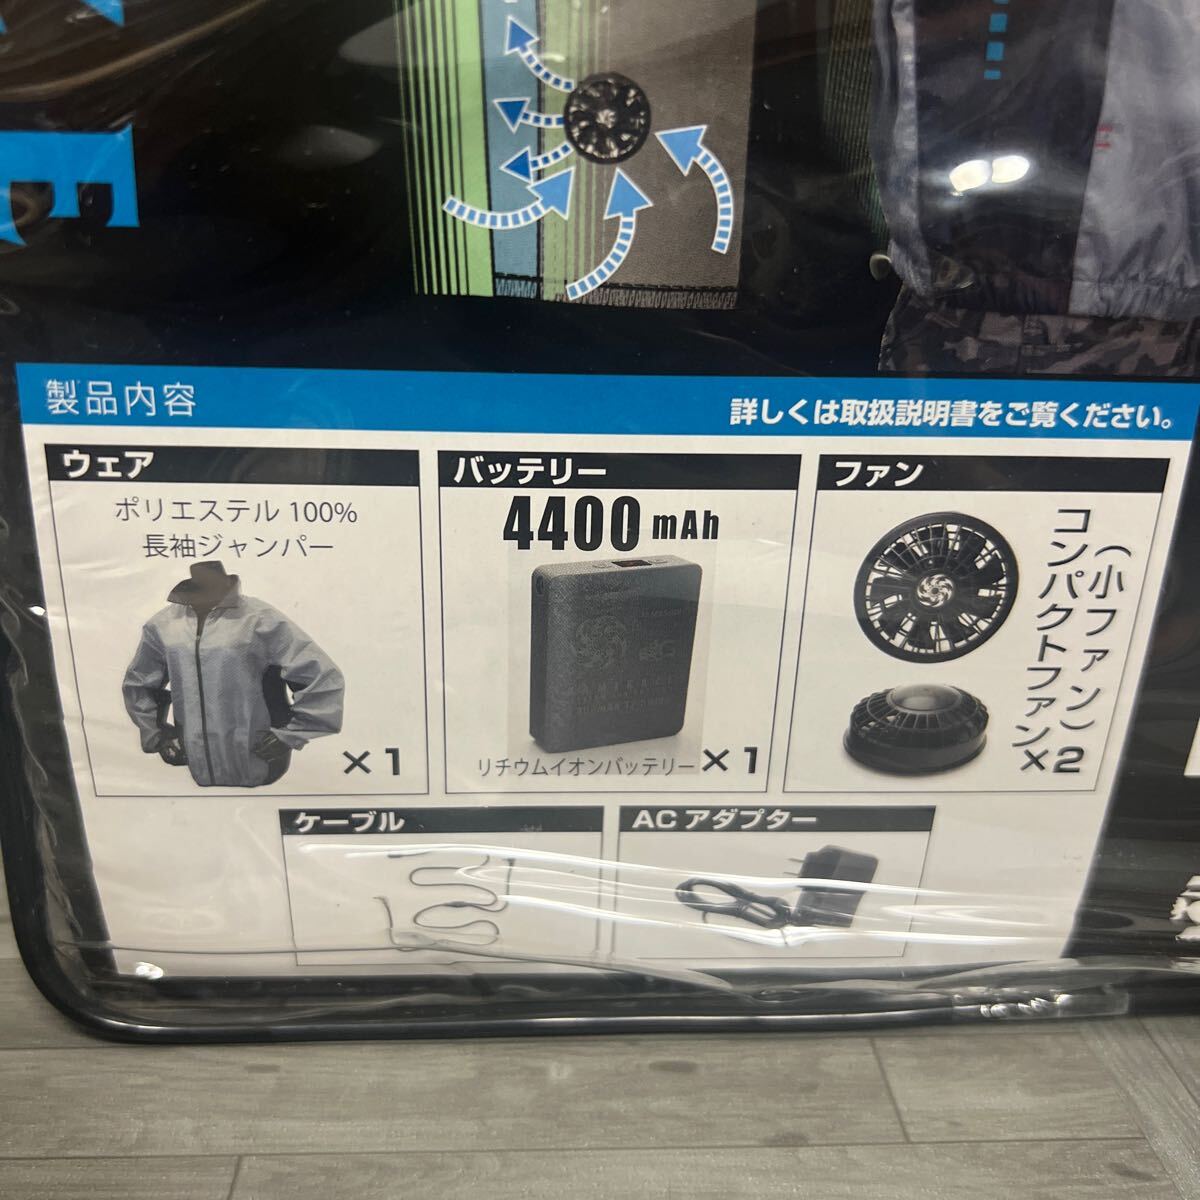 製品内容
詳しくは取扱説明書をご覧ください。
ウェア
ポリエステル 100%
長袖ジャンパー
×1
バッテリー
4400 mAh
リチウムイオンバッテリー ×1
ファン
コンパクトファン×2
（小ファン）
ケーブル
AC アダプター